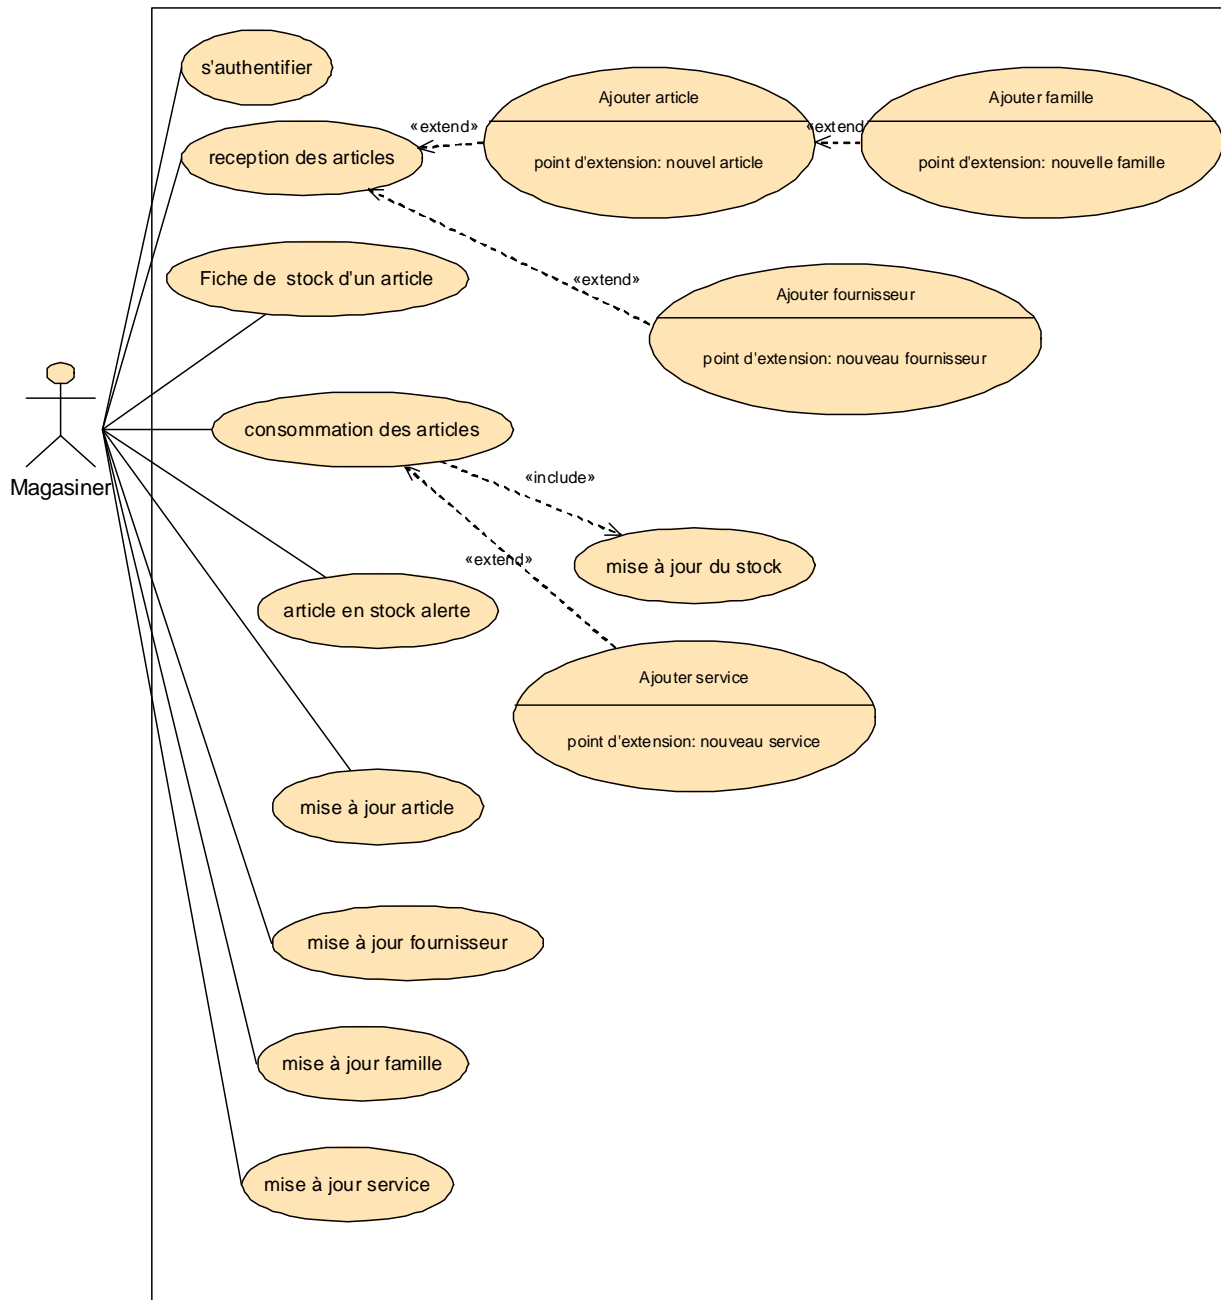 s'authentifier
Ajouter article
Ajouter famille
«extend»
«extend
reception des articles
point d'extension: nouvel article
point d'extension: nouvelle famille
Fiche de  stock d'un article
«extend»
Ajouter fournisseur
point d'extension: nouveau fournisseur
consommation des articles
«include»
Magasiner
«extend»
mise à jour du stock
article en stock alerte
Ajouter service
point d'extension: nouveau service
mise à jour article
mise à jour fournisseur
mise à jour famille
mise à jour service